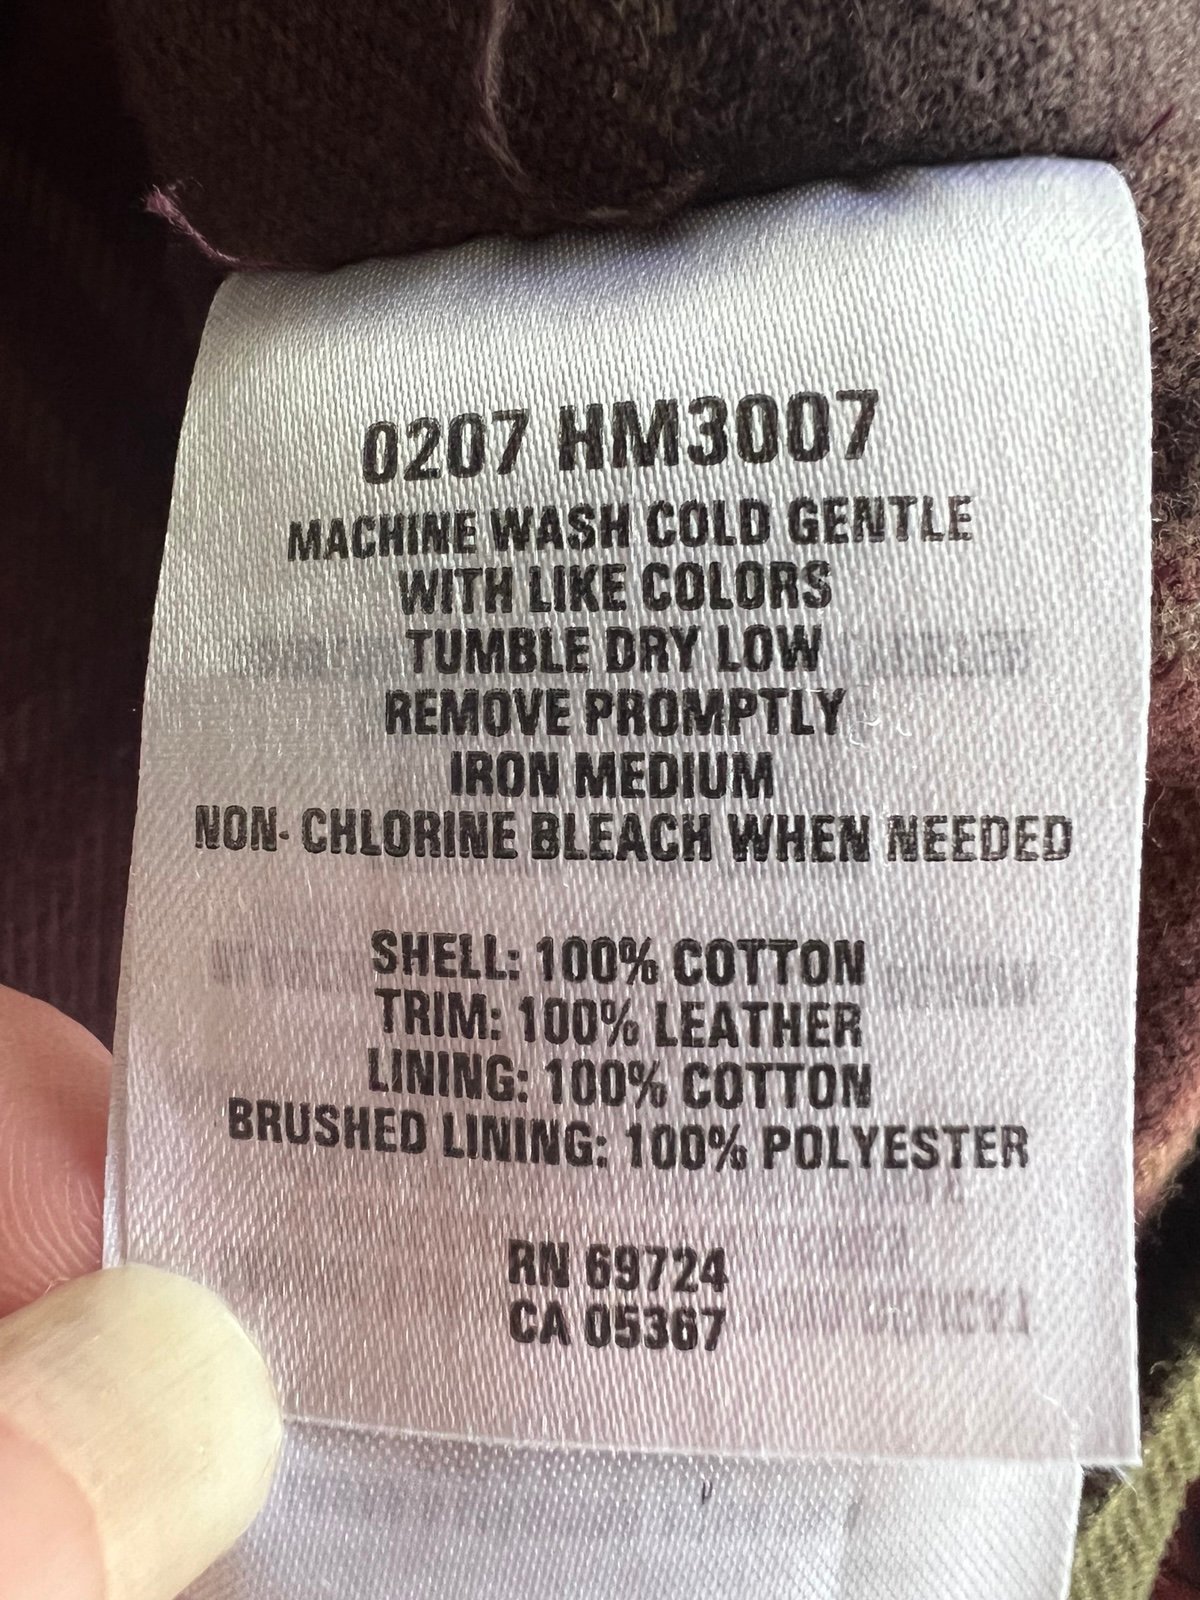 0207 HM3007
MACHINE WASH COLD GENTLE
WITH LIKE COLORS
TUMBLE DRY LOW
REMOVE PROMPTLY
IRON MEDIUM
NON- CHLORINE BLEACH WHEN NEEDED
SHELL: 100% COTTON
TRIM: 100% LEATHER
LINING: 100% COTTON
BRUSHED LINING: 100% POLYESTER
RN 69724
CA 05367